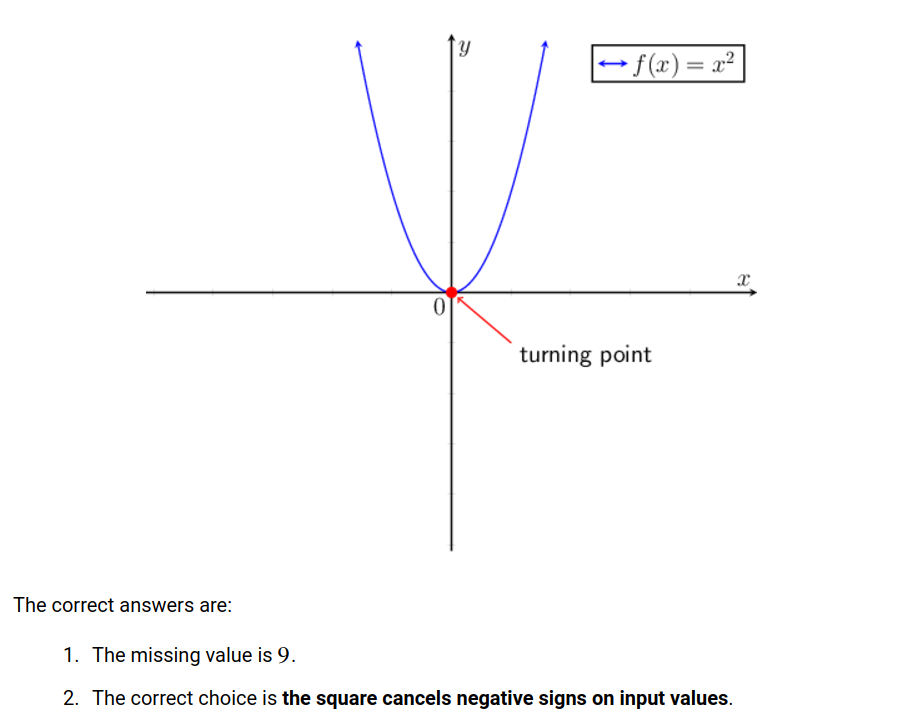 y
f(x) = x²
x
0
turning point
The correct answers are:
1. The missing value is 9.
2. The correct choice is the square cancels negative signs on input values.